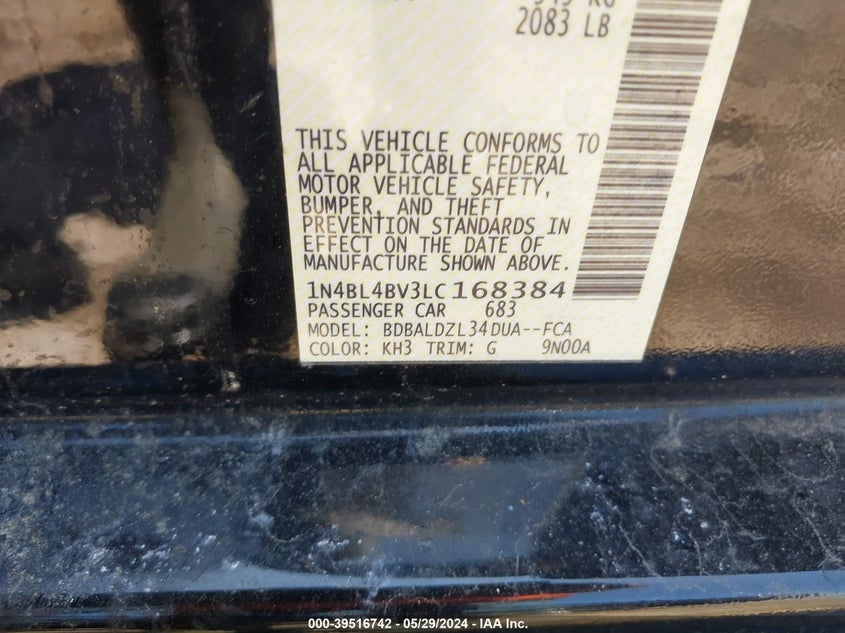 2083 LB
THIS VEHICLE CONFORMS TO
ALL APPLICABLE FEDERAL
MOTOR VEHICLE SAFETY,
BUMPER, AND THEFT
PREVENTION STANDARDS IN
EFFECT ON THE DATE OF
MANUFACTURE SHOWN ABOVE.
1N4BL4BV3LC168384
PASSENGER CAR 683
MODEL: BDBALDZL34DUA--FCA
COLOR: KH3 TRIM: G 9N00A
000-39516742 - 05/29/2024 - IAA Inc.